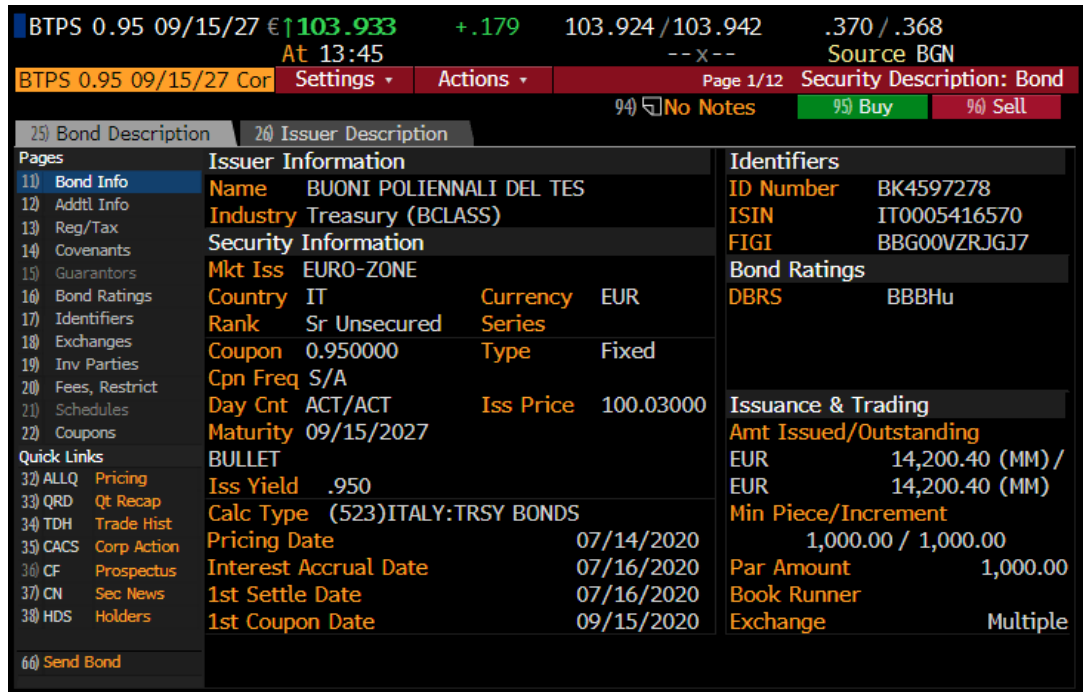 BTPS 0.95 09/15/27 €↑103.933 +.179 103.924/103.942 .370/.368
At 13:45 --x-- Source BGN
BTPS 0.95 09/15/27 Cor Settings Actions Page 1/12 Security Description: Bond
94) No Notes 95) Buy 96) Sell
25) Bond Description 26) Issuer Description
Pages
11) Bond Info
12) Addtl Info
13) Reg/Tax
14) Covenants
15) Guarantors
16) Bond Ratings
17) Identifiers
18) Exchanges
19) Inv Parties
20) Fees, Restrict
21) Schedules
22) Coupons
Quick Links
32) ALLQ Pricing
33) QRD Qt Recap
34) TDH Trade Hist
35) CACS Corp Action
36) CF Prospectus
37) CN Sec News
38) HDS Holders
66) Send Bond
Issuer Information
Name BUONI POLIENNALI DEL TES
Industry Treasury (BCLASS)
Security Information
Mkt Iss EURO-ZONE
Country IT Currency EUR
Rank Sr Unsecured Series
Coupon 0.950000 Type Fixed
Cpn Freq S/A
Day Cnt ACT/ACT Iss Price 100.03000
Maturity 09/15/2027
BULLET
Iss Yield .950
Calc Type (523)ITALY:TRSY BONDS
Pricing Date 07/14/2020
Interest Accrual Date 07/16/2020
1st Settle Date 07/16/2020
1st Coupon Date 09/15/2020
Identifiers
ID Number BK4597278
ISIN IT0005416570
FIGI BBG00VZRJGJ7
Bond Ratings
DBRS BBBHu
Issuance & Trading
Amt Issued/Outstanding
EUR 14,200.40 (MM)/
EUR 14,200.40 (MM)
Min Piece/Increment
1,000.00 / 1,000.00
Par Amount 1,000.00
Book Runner
Exchange Multiple